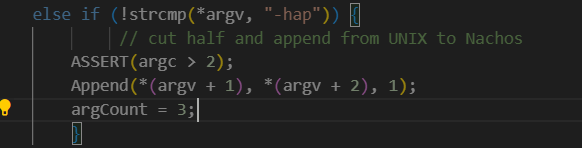 else if (!strcmp(*argv, "-hap")) {
// cut half and append from UNIX to Nachos
ASSERT(argc > 2);
Append(*(argv + 1), *(argv + 2), 1);
argCount = 3;
}